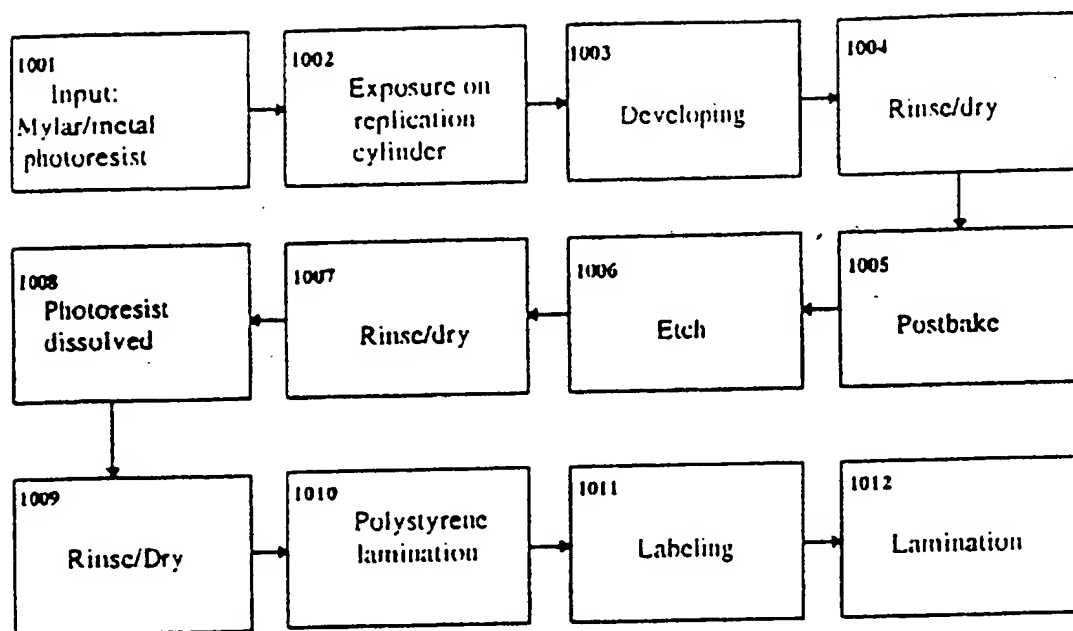 1001
Input:
Mylar/metal
photoresist
1002
Exposure on
replication
cylinder
1003
Developing
1004
Rinse/dry
1005
Postbake
1006
Etch
1007
Rinse/dry
1008
Photoresist
dissolved
1009
Rinse/Dry
1010
Polystyrene
lamination
1011
Labeling
1012
Lamination